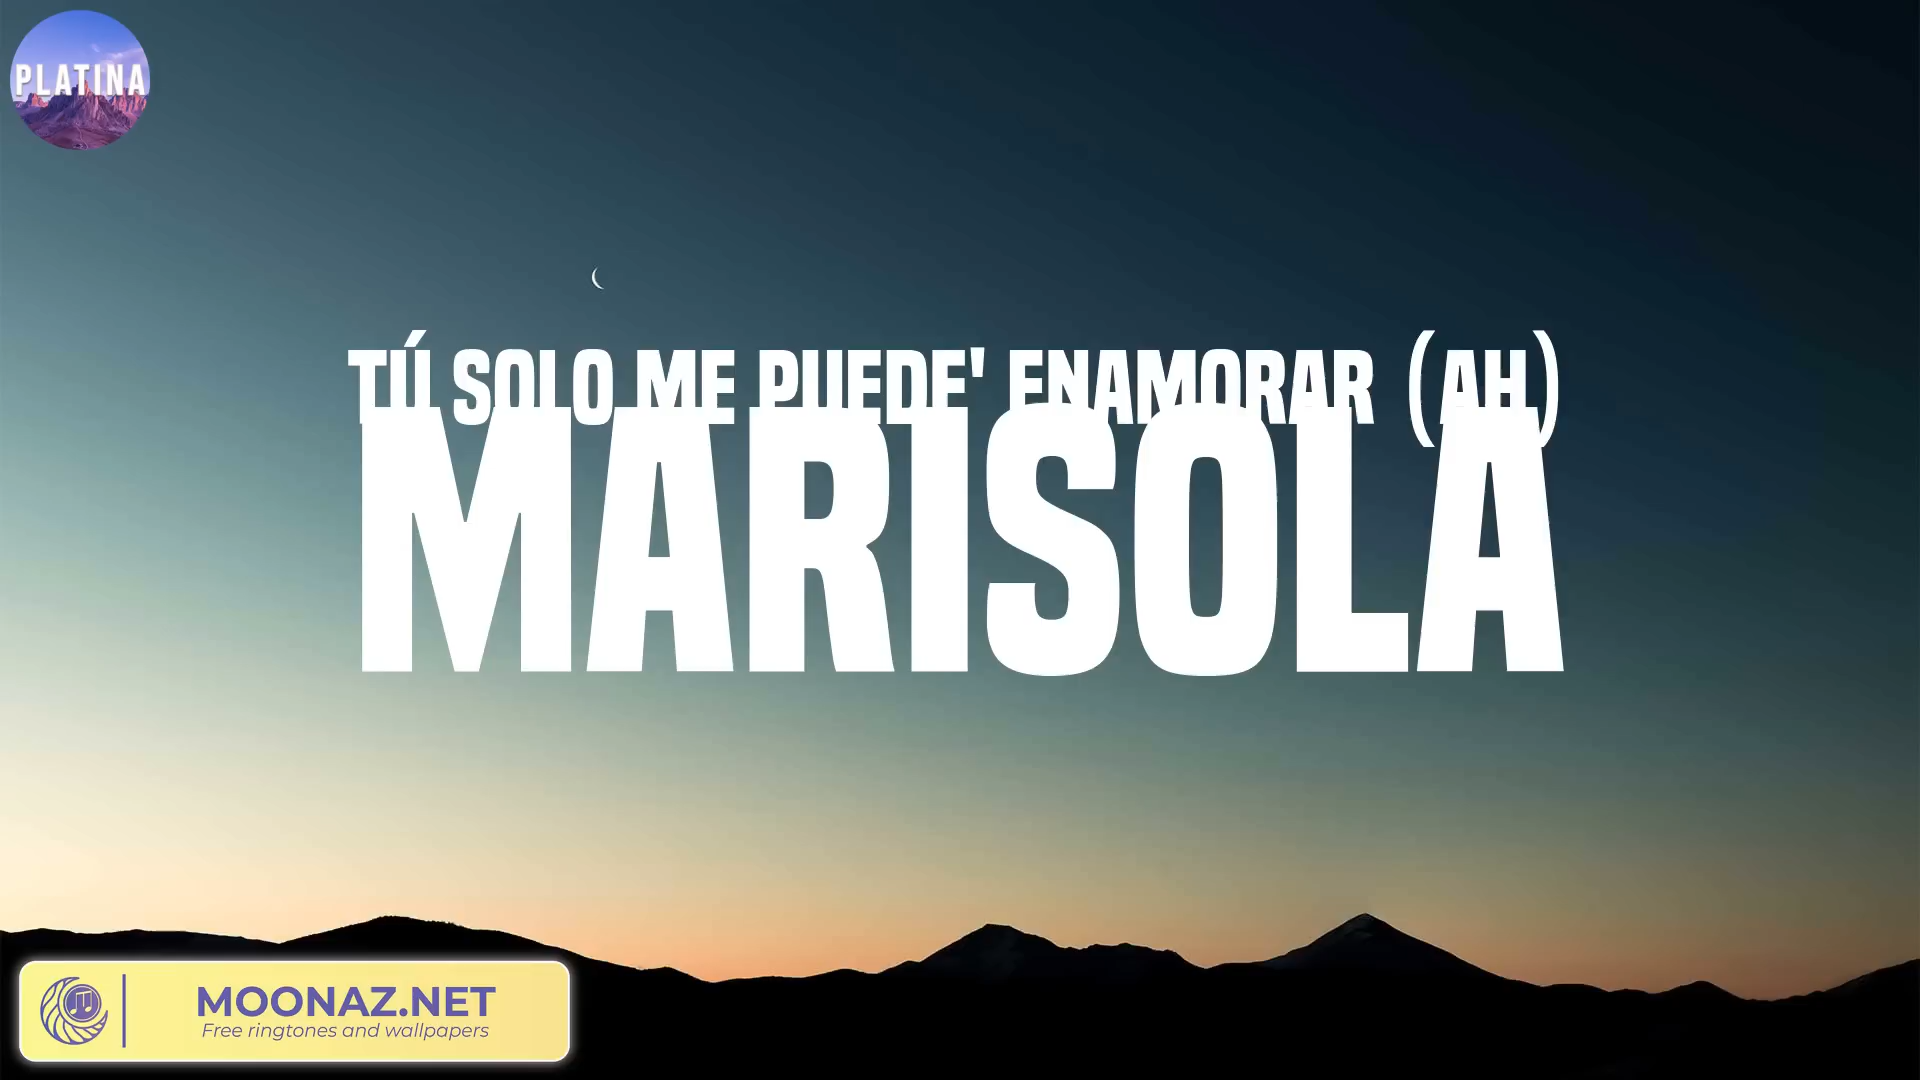 PLATINA
TÚ SOLO ME PUEDE' ENAMORAR (AH)
MARISOLA
MOONAZ.NET
Free ringtones and wallpapers